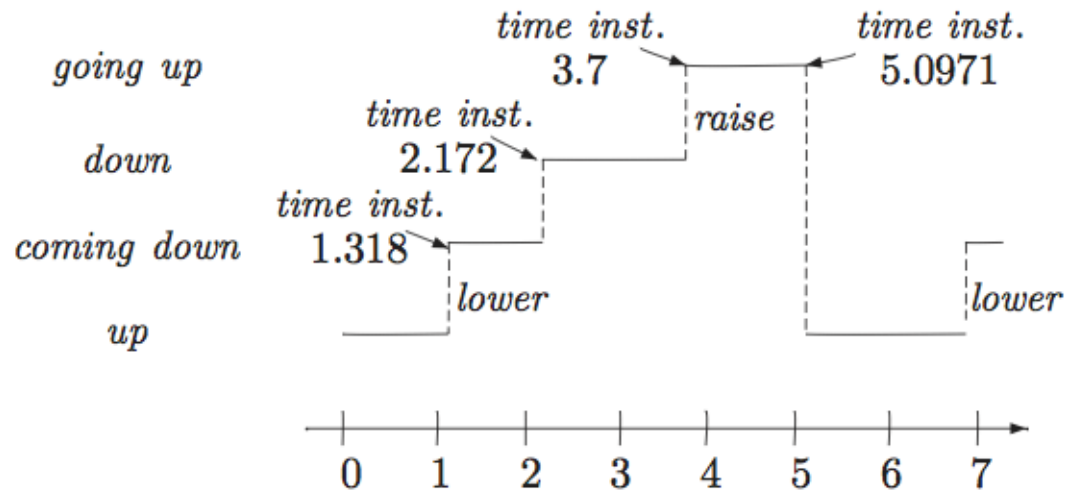 time inst.
time inst.
going up
3.7
5.0971
time inst.
raise
down
2.172
time inst.
coming down
1.318
lower
lower
up
0 1 2 3 4 5 6 7